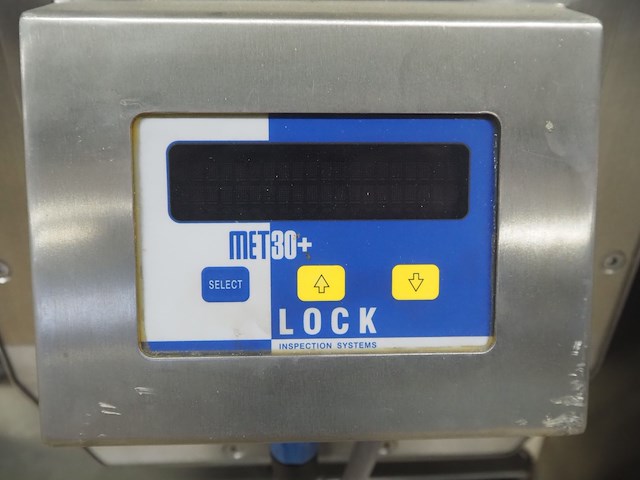 MET30+
SELECT
LOCK
INSPECTION SYSTEMS